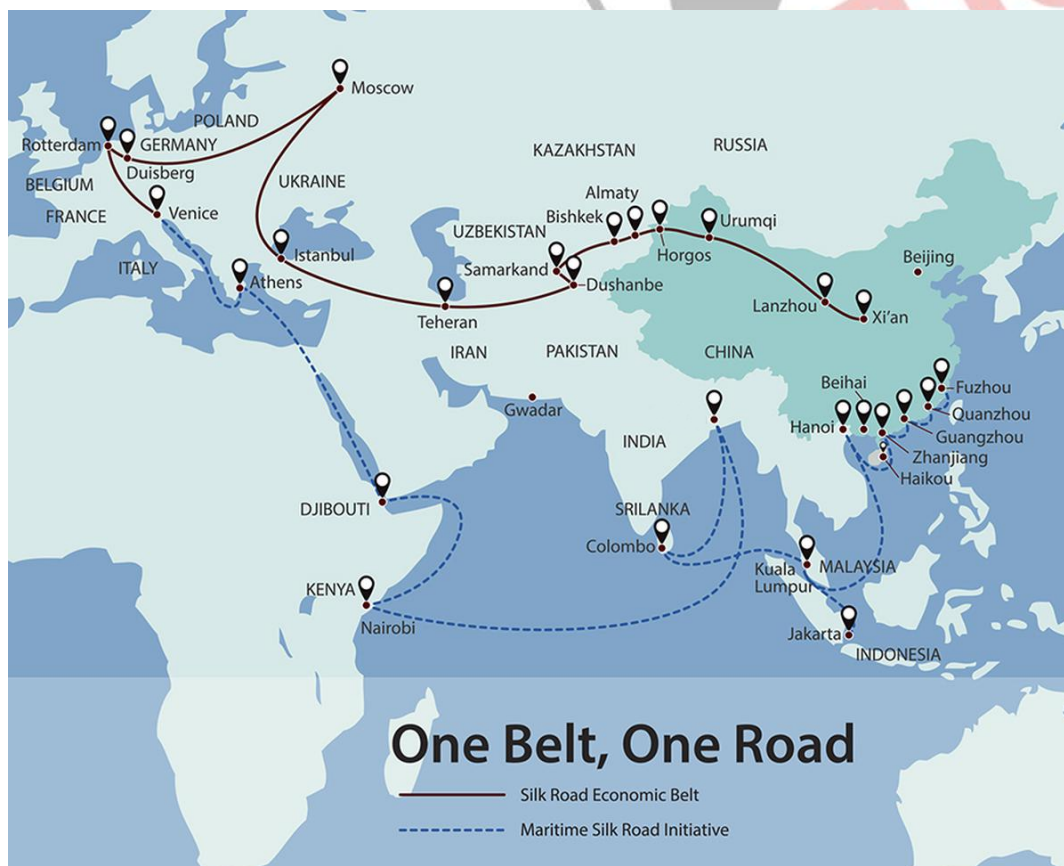 Moscow
POLAND
Rotterdam
GERMANY
Duisberg
BELGIUM
FRANCE
Venice
UKRAINE
KAZAKHSTAN
RUSSIA
Almaty
Bishkek
UZBEKISTAN
Urumqi
Horgos
Istanbul
ITALY
Athens
Samarkand
Dushanbe
Beijing
Teheran
Lanzhou
Xi'an
IRAN
PAKISTAN
CHINA
Gwadar
Beihai
Fuzhou
Hanoi
Quanzhou
INDIA
Guangzhou
Zhanjiang
Haikou
DJIBOUTI
SRILANKA
Colombo
Kuala
Lumpur
MALAYSIA
KENYA
Nairobi
Jakarta
INDONESIA
One Belt, One Road
Silk Road Economic Belt
Maritime Silk Road Initiative